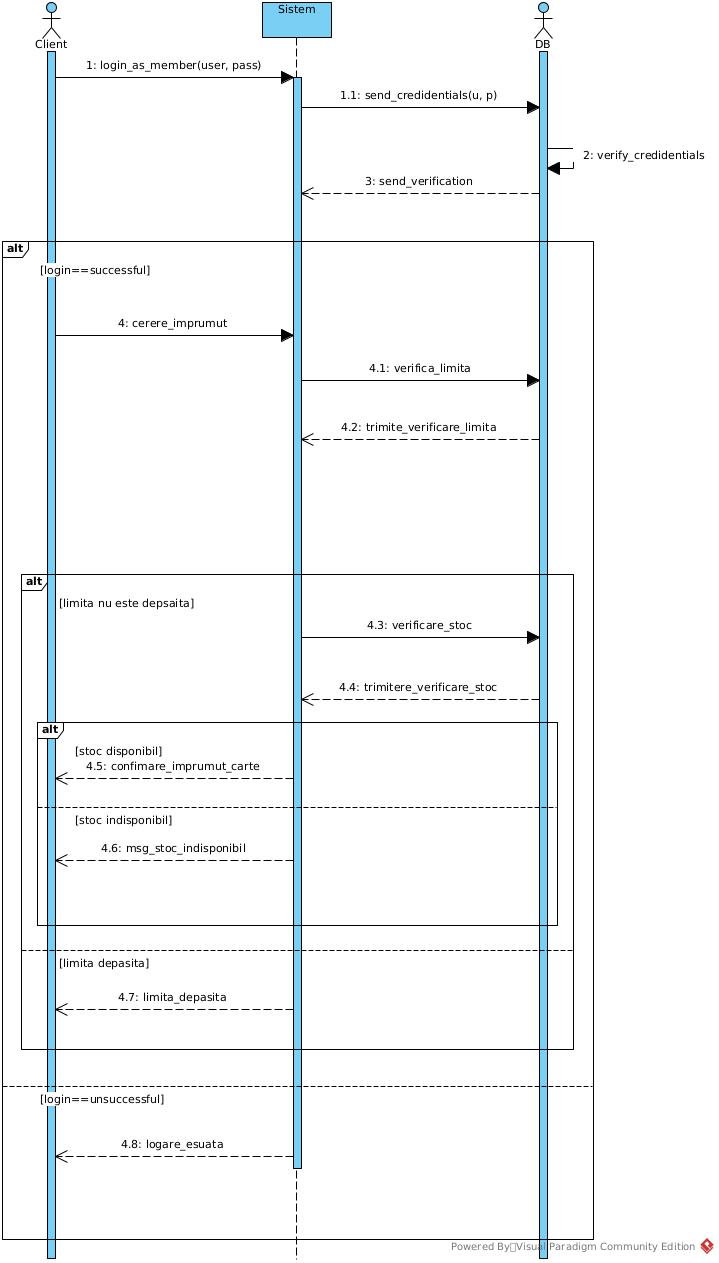 Sistem
Client
DB
1: login_as_member(user, pass)
1.1: send_credidentials(u, p)
2: verify_credidentials
3: send_verification
alt
[login==successful]
4: cerere_imprumut
4.1: verifica_limita
4.2: trimite_verificare_limita
alt
[limita nu este depsaita]
4.3: verificare_stoc
4.4: trimitere_verificare_stoc
alt
[stoc disponibil]
4.5: confimare_imprumut_carte
[stoc indisponibil]
4.6: msg_stoc_indisponibil
[limita depasita]
4.7: limita_depasita
[login==unsuccessful]
4.8: logare_esuata
Powered By Visual Paradigm Community Edition